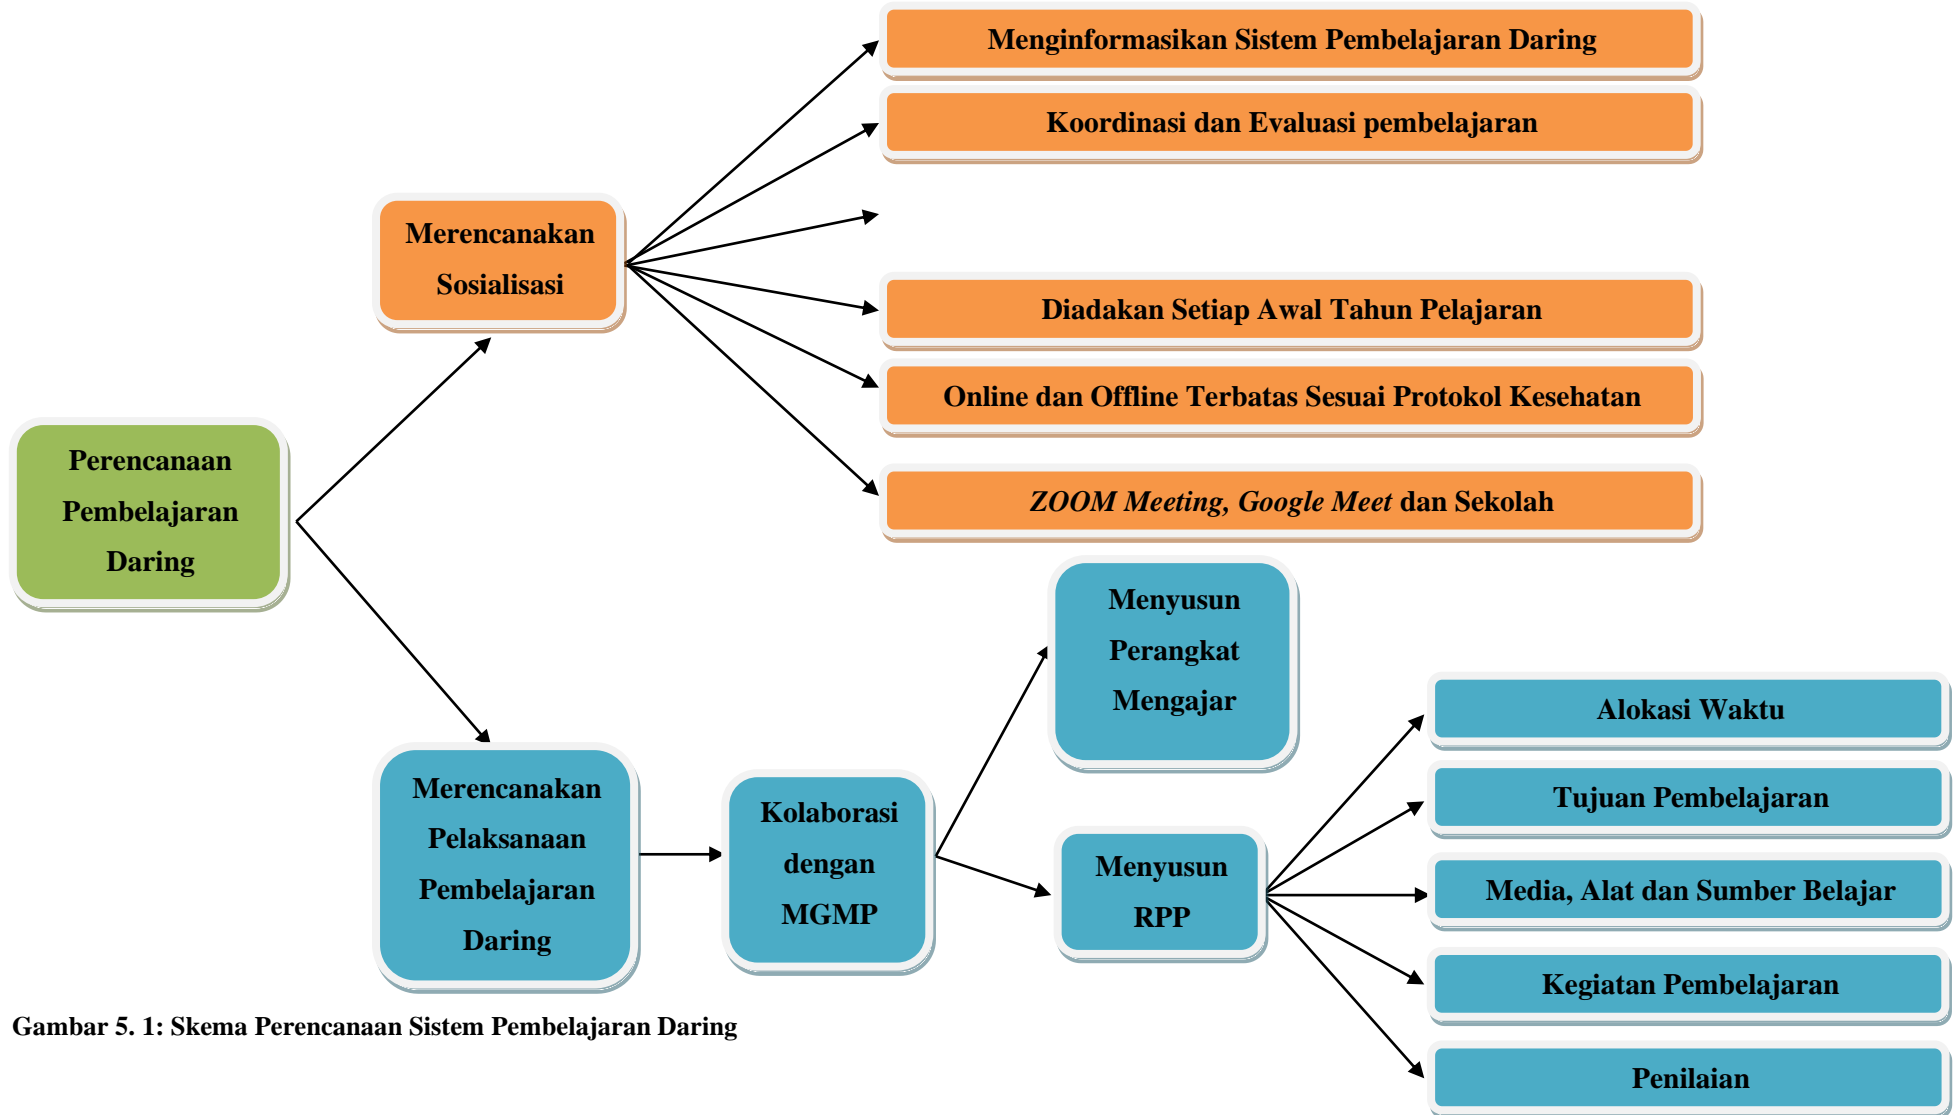 Menginformasikan Sistem Pembelajaran Daring
Koordinasi dan Evaluasi pembelajaran
Merencanakan
Sosialisasi
Diadakan Setiap Awal Tahun Pelajaran
Online dan Offline Terbatas Sesuai Protokol Kesehatan
ZOOM Meeting, Google Meet dan Sekolah
Perencanaan
Pembelajaran
Daring
Merencanakan
Pelaksanaan
Pembelajaran
Daring
Kolaborasi
dengan
MGMP
Menyusun
Perangkat
Mengajar
Menyusun
RPP
Alokasi Waktu
Tujuan Pembelajaran
Media, Alat dan Sumber Belajar
Kegiatan Pembelajaran
Penilaian
Gambar 5. 1: Skema Perencanaan Sistem Pembelajaran Daring